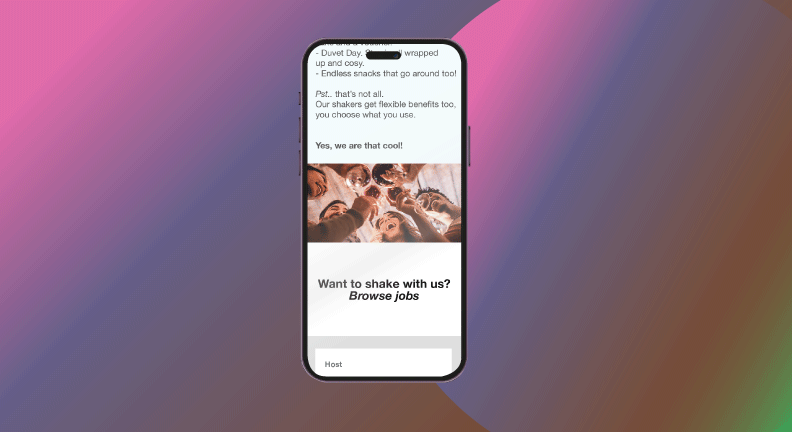 - Duvet Day. wrapped
up and cosy.
- Endless snacks that go around too!
Pst.. that's not all.
Our shakers get flexible benefits too,
you choose what you use.
Yes, we are that cool!
Want to shake with us?
Browse jobs
Host